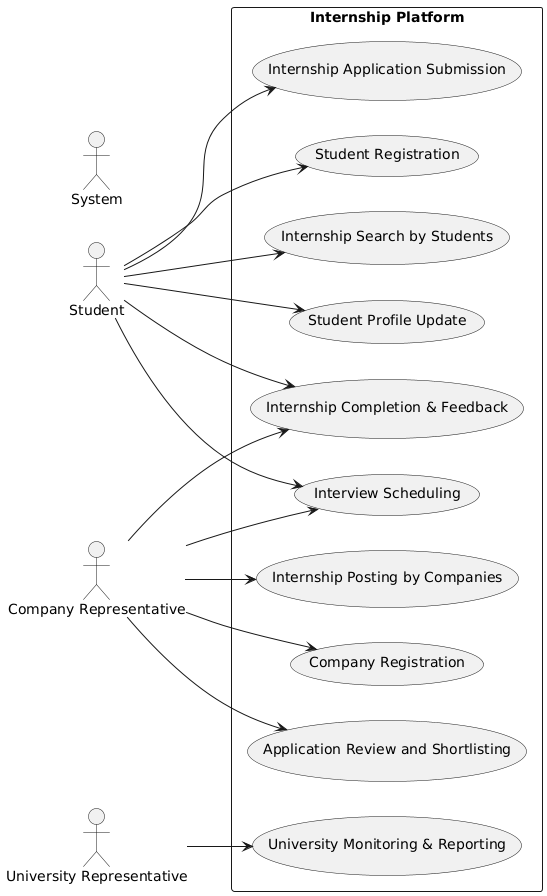 Internship Platform
Internship Application Submission
Student Registration
System
Internship Search by Students
Student
Student Profile Update
Internship Completion & Feedback
Interview Scheduling
Internship Posting by Companies
Company Representative
Company Registration
Application Review and Shortlisting
University Monitoring & Reporting
University Representative